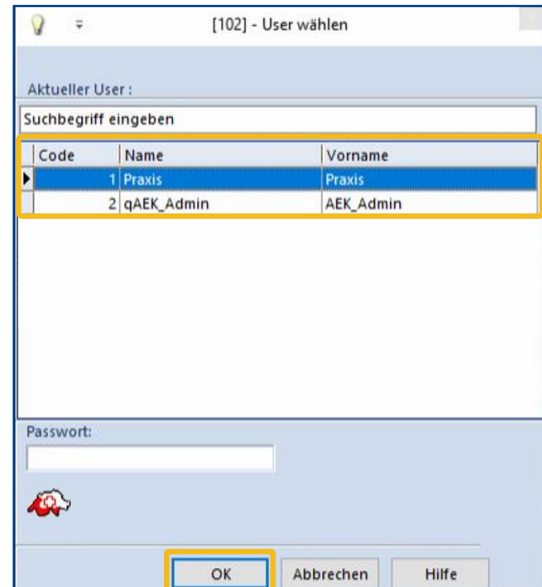 [102] - User wählen
Aktueller User :
Suchbegriff eingeben
Code Name Vorname
1 Praxis Praxis
2 qAEK_Admin AEK_Admin
Passwort:
OK Abbrechen Hilfe